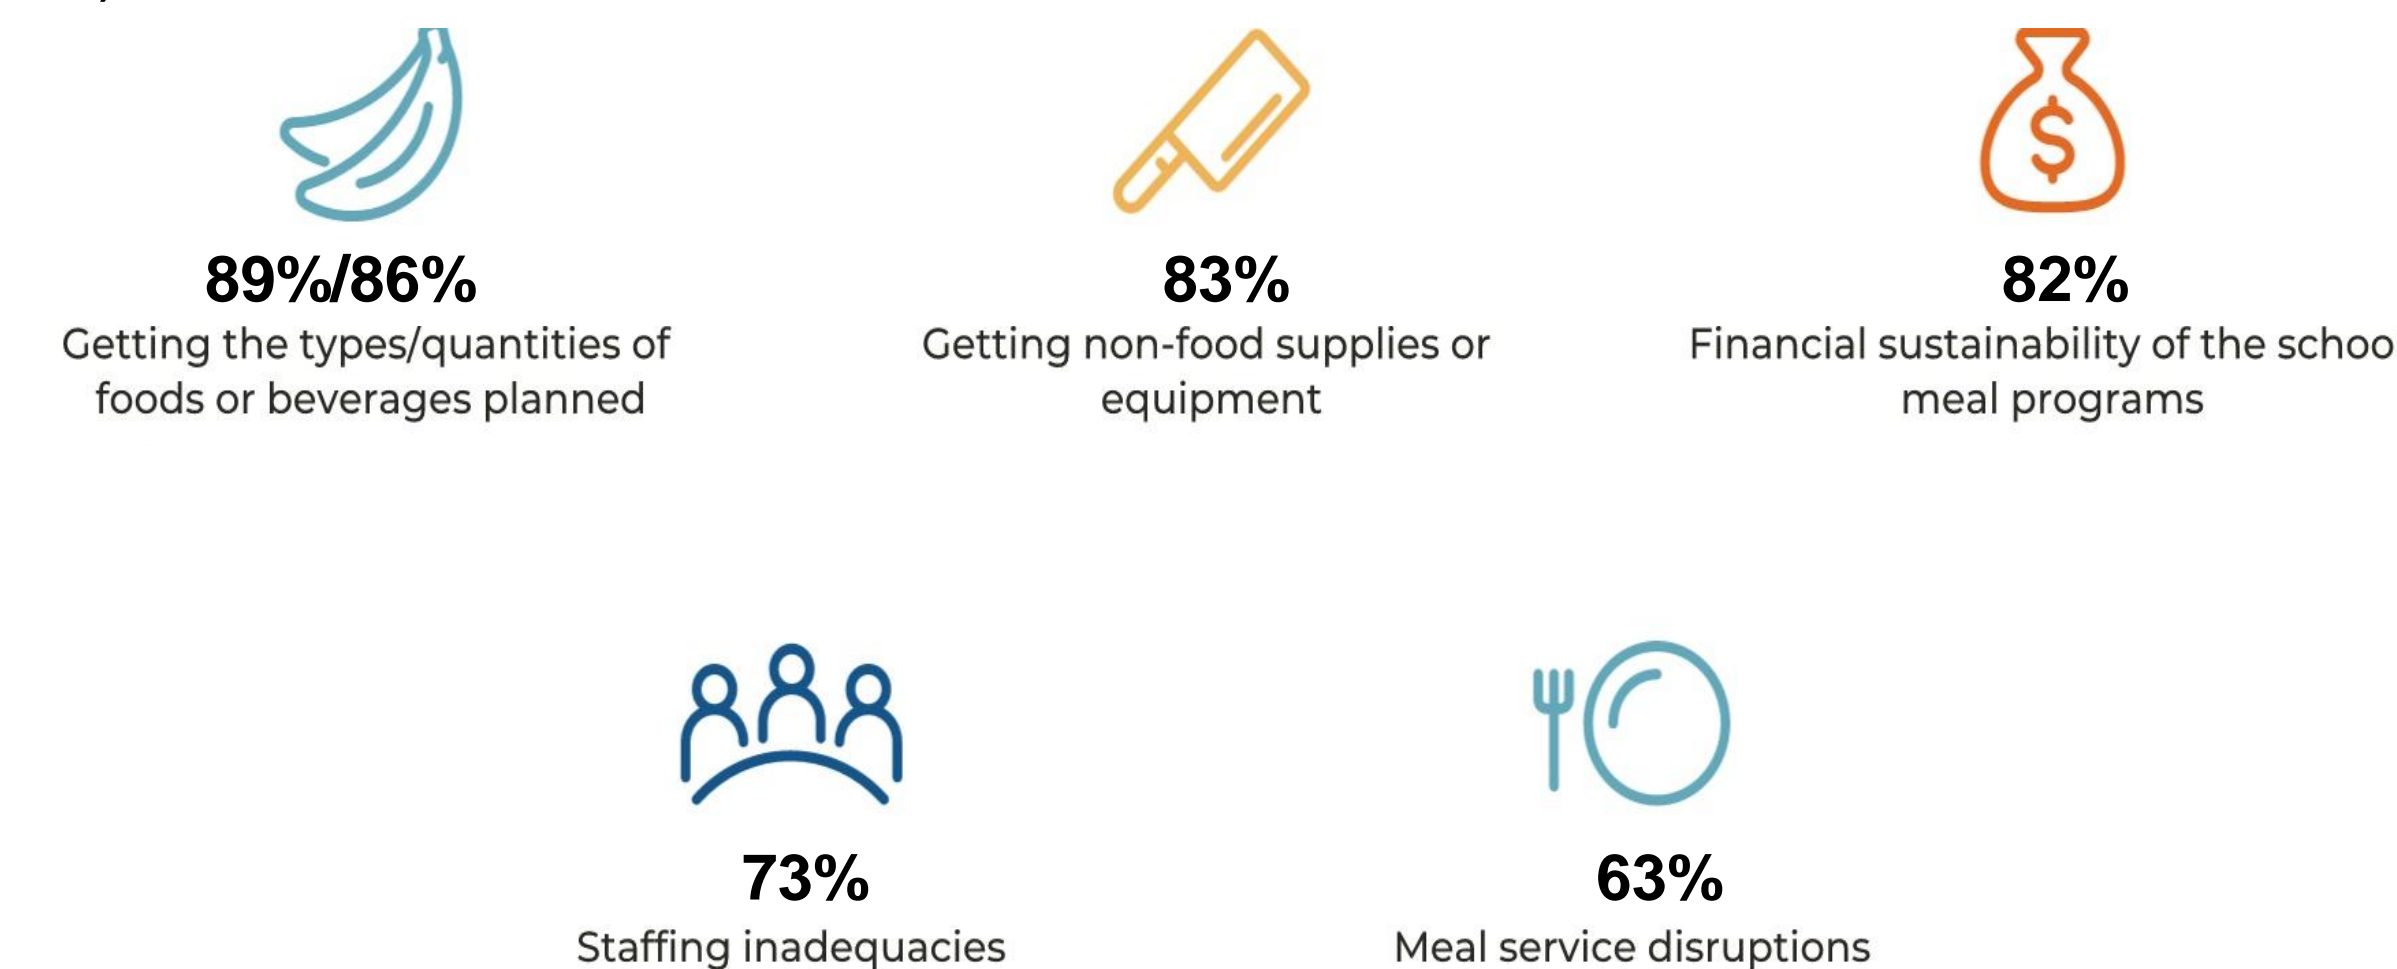 89%/86%
Getting the types/quantities of
foods or beverages planned
83%
Getting non-food supplies or
equipment
82%
Financial sustainability of the schoo
meal programs
73%
Staffing inadequacies
63%
Meal service disruptions